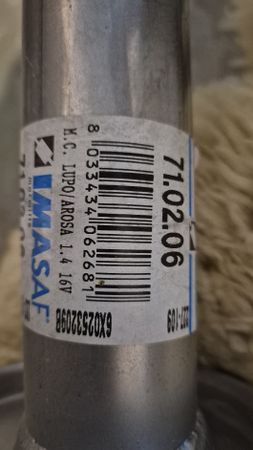 71.02.06
8 033434 062681
M.C. LUPO/AROSA 1.4 16V
IMASAF
6X0253209B